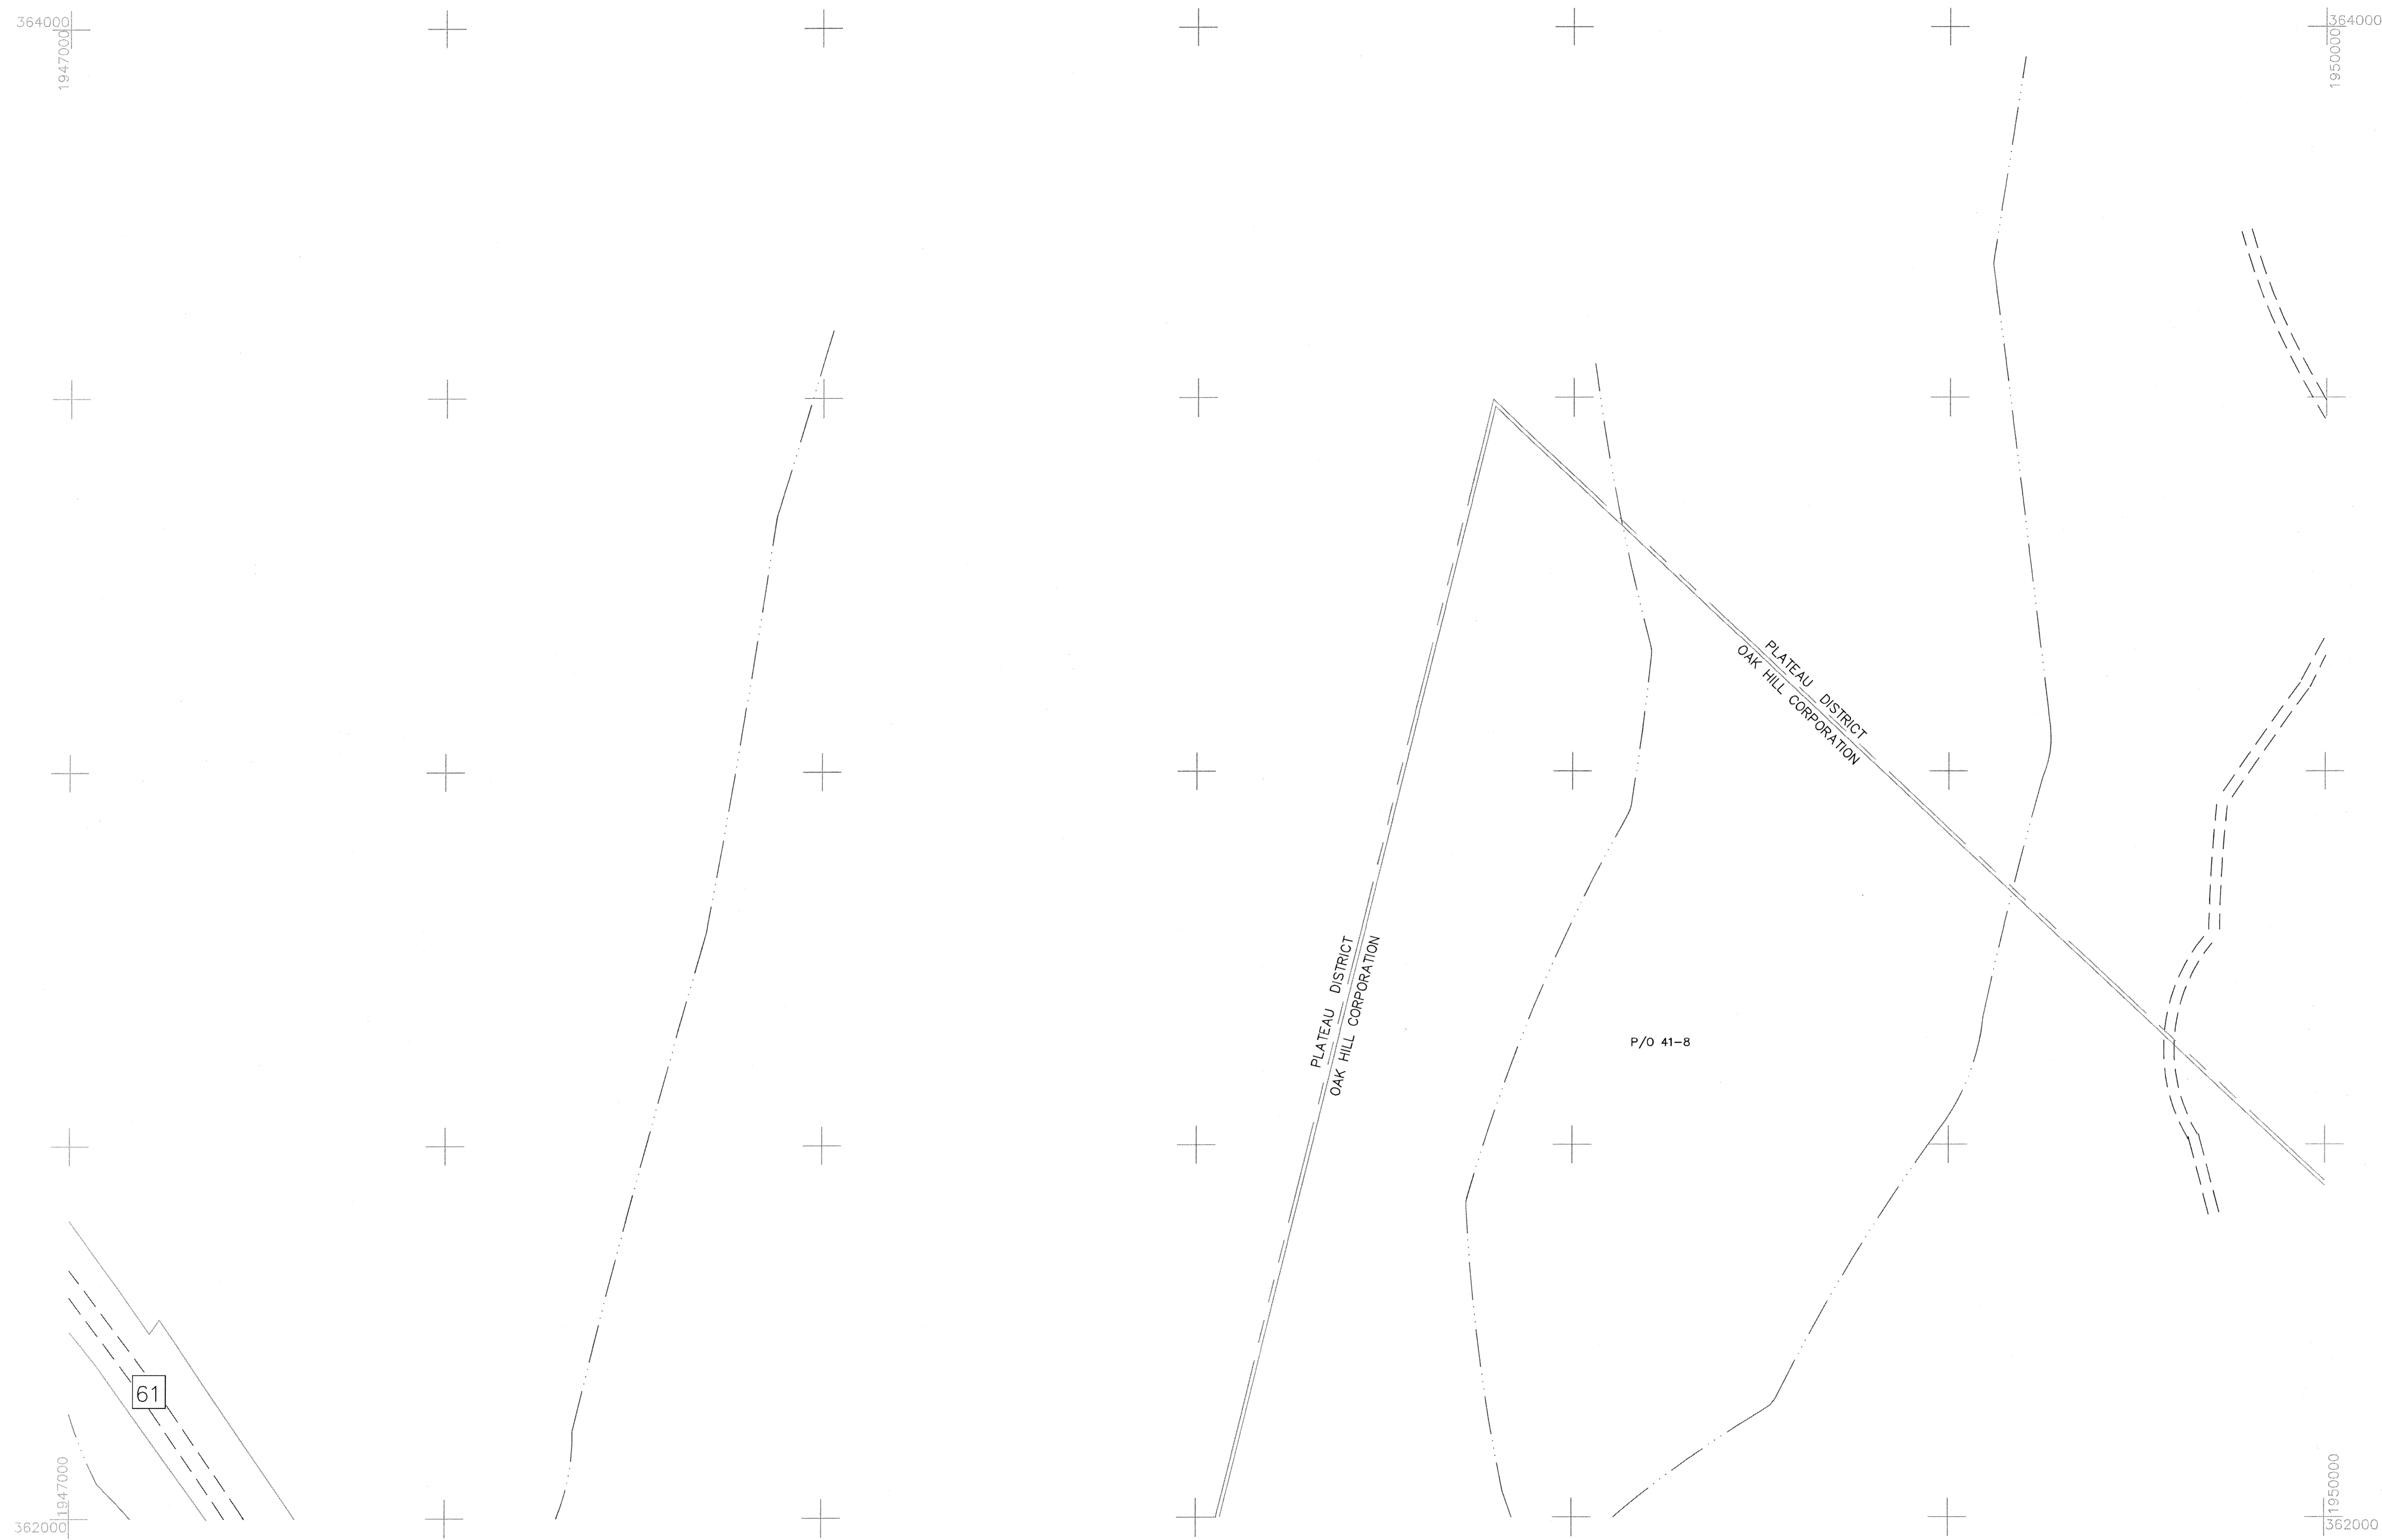 364000
1947000
364000
1950000
PLATEAU DISTRICT
OAK HILL CORPORATION
PLATEAU DISTRICT
OAK HILL CORPORATION
P/O 41-8
61
1947000
362000
1950000
362000